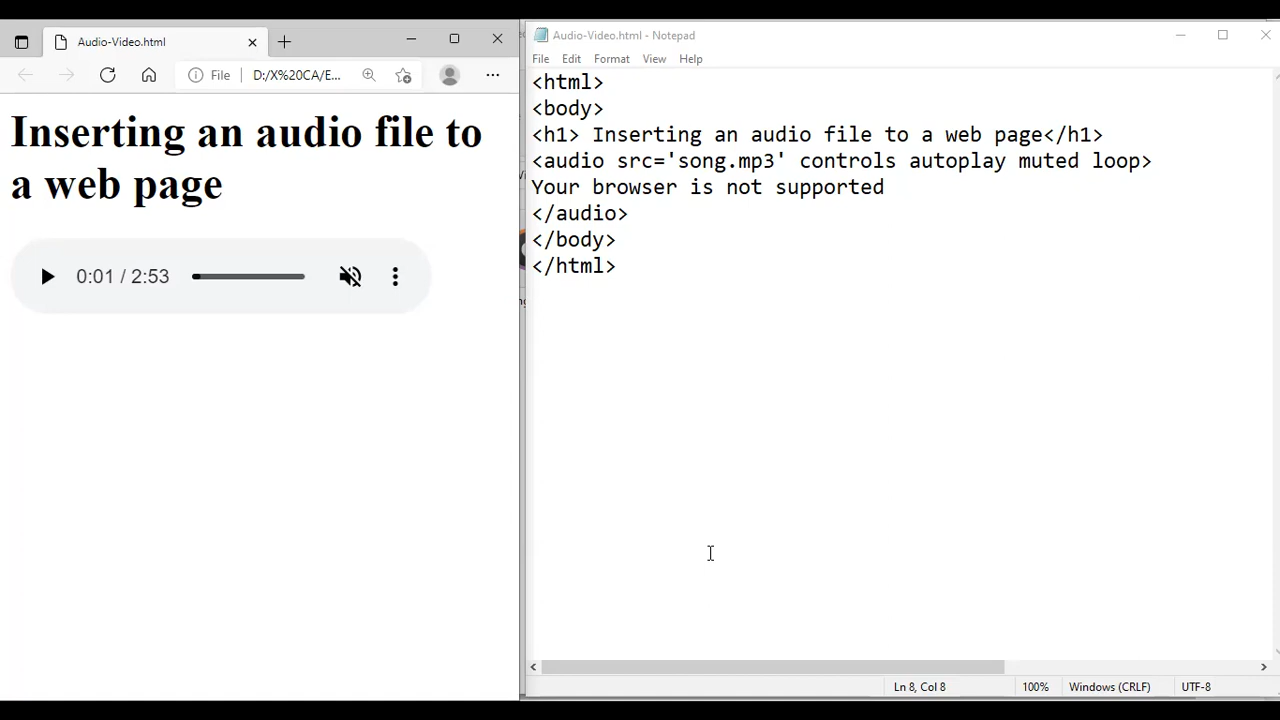 Audio-Video.html
File
D:/X%20CA/E...
Inserting an audio file to
a web page
0:01 / 2:53
Audio-Video.html - Notepad
File Edit Format View Help
<html>
<body>
<h1> Inserting an audio file to a web page</h1>
<audio src='song.mp3' controls autoplay muted loop>
Your browser is not supported
</audio>
</body>
</html>
Ln 8, Col 8
100%
Windows (CRLF)
UTF-8